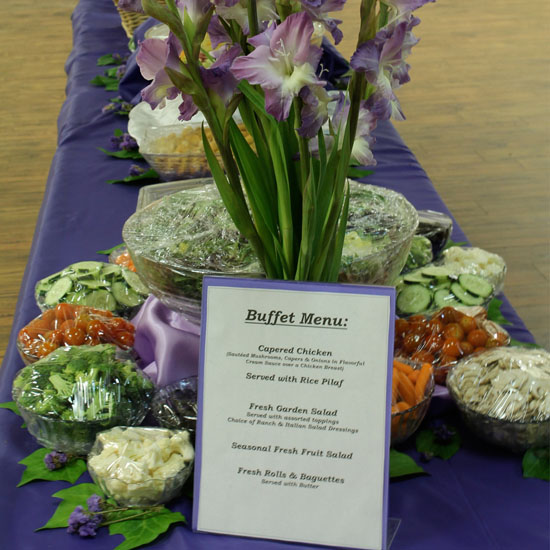 Buffet Menu:
Capered Chicken
(Sautéed Mushrooms, Capers & Onions in Flavorful
Cream Sauce over a Chicken Breast)
Served with Rice Pilaf
Fresh Garden Salad
Served with assorted toppings
Choice of Ranch & Italian Salad Dressings
Seasonal Fresh Fruit Salad
Fresh Rolls & Baguettes
Served with Butter